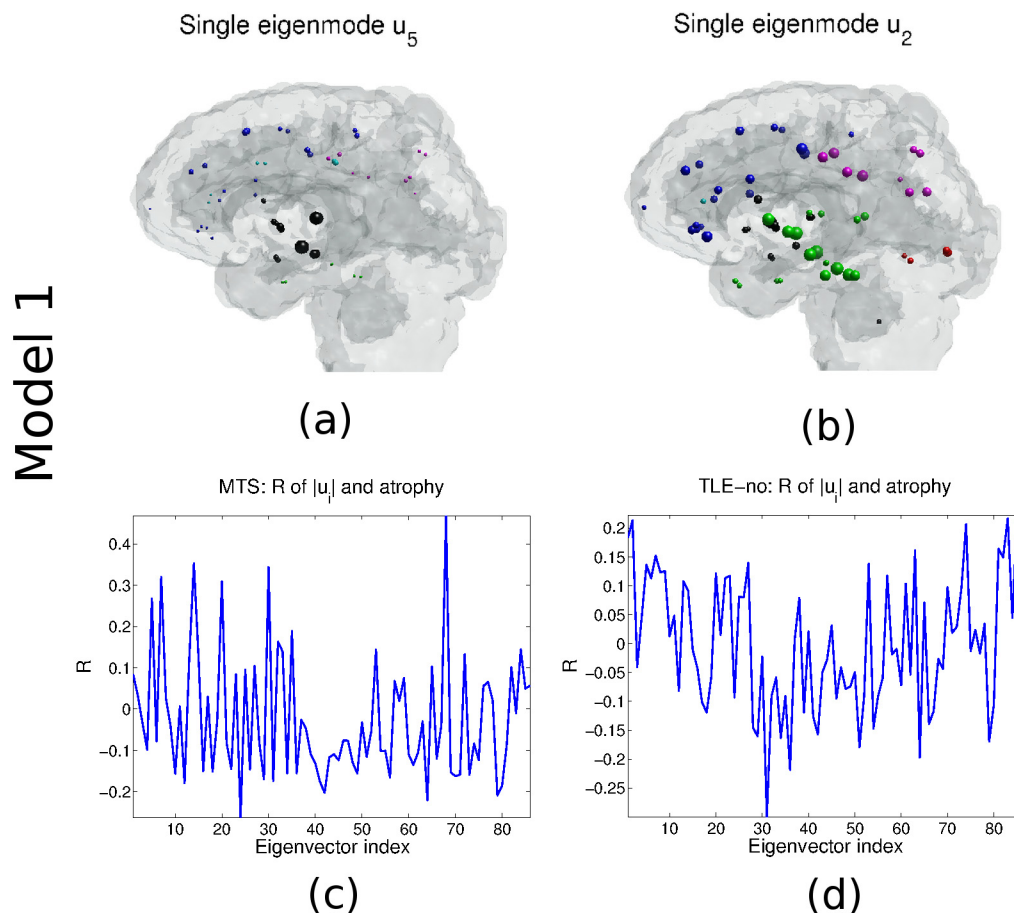 Single eigenmode u5
Single eigenmode u2
Model 1
(a)
(b)
MTS: R of |ui| and atrophy
TLE-no: R of |ui| and atrophy
R
0.4
0.3
0.2
0.1
0
-0.1
-0.2
10 20 30 40 50 60 70 80
Eigenvector index
R
0.2
0.15
0.1
0.05
0
-0.05
-0.1
-0.15
-0.2
-0.25
10 20 30 40 50 60 70 80
Eigenvector index
(c)
(d)